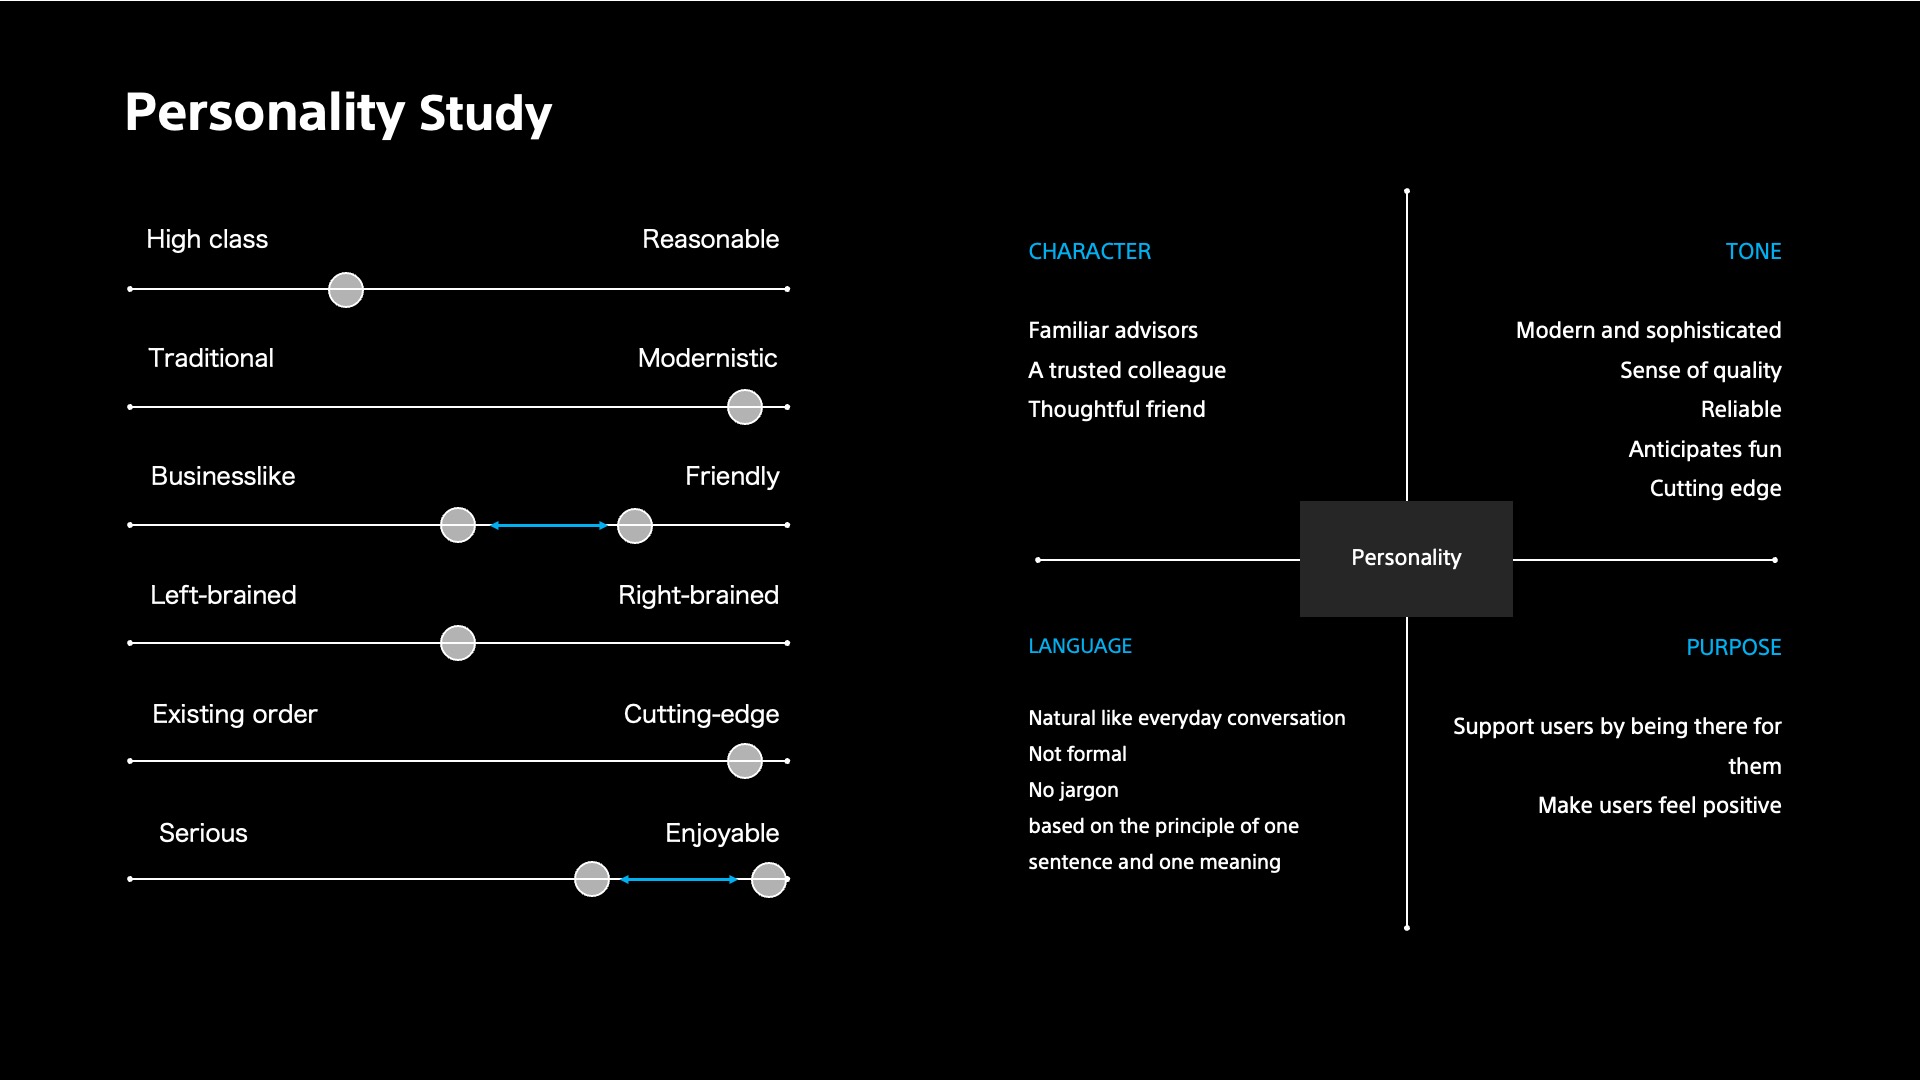 Personality Study
High class
Reasonable
Traditional
Modernistic
Businesslike
Friendly
Left-brained
Right-brained
Existing order
Cutting-edge
Serious
Enjoyable
CHARACTER
Familiar advisors
A trusted colleague
Thoughtful friend
TONE
Modern and sophisticated
Sense of quality
Reliable
Anticipates fun
Cutting edge
Personality
LANGUAGE
Natural like everyday conversation
Not formal
No jargon
based on the principle of one
sentence and one meaning
PURPOSE
Support users by being there for
them
Make users feel positive